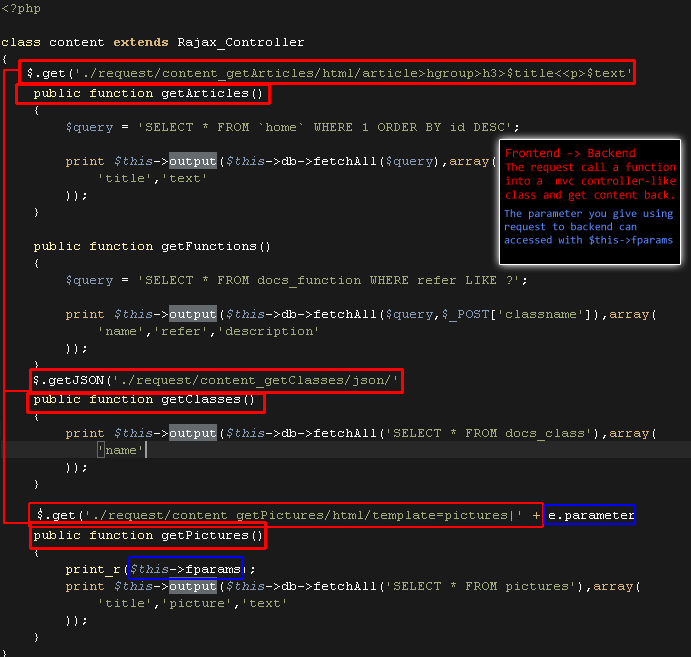 <?php
class content extends Rajax_Controller
{
$.get('./request/content_getArticles/html/article>hgroup>h3>$title<<p>$text'
public function getArticles()
{
$query = 'SELECT * FROM `home` WHERE 1 ORDER BY id DESC';
print $this->output($this->db->fetchAll($query),array(
'title','text'
));
}
Frontend -> Backend
The request call a function
into a mvc controller-like
class and get content back.
The parameter you give using
request to backend can
accessed with $this->fparams
public function getFunctions()
{
$query = 'SELECT * FROM docs_function WHERE refer LIKE ?';
print $this->output($this->db->fetchAll($query,$_POST['classname']),array(
'name','refer','description'
));
}
$.getJSON('./request/content_getClasses/json/'
public function getClasses()
{
print $this->output($this->db->fetchAll('SELECT * FROM docs_class'),array(
'name'
));
}
$.get('./request/content_getPictures/html/template=pictures|' + e.parameter
public function getPictures()
{
print_r($this->fparams);
print $this->output($this->db->fetchAll('SELECT * FROM pictures'),array(
'title','picture','text'
));
}
}